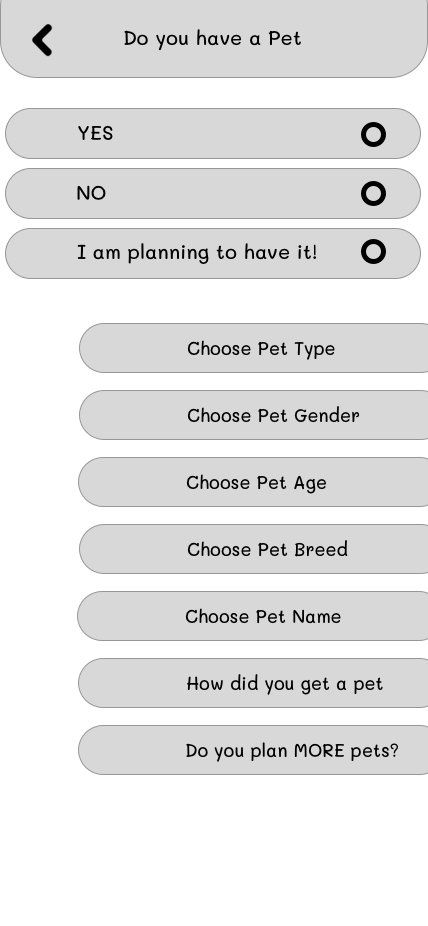 Do you have a Pet
YES
NO
I am planning to have it!
Choose Pet Type
Choose Pet Gender
Choose Pet Age
Choose Pet Breed
Choose Pet Name
How did you get a pet
Do you plan MORE pets?